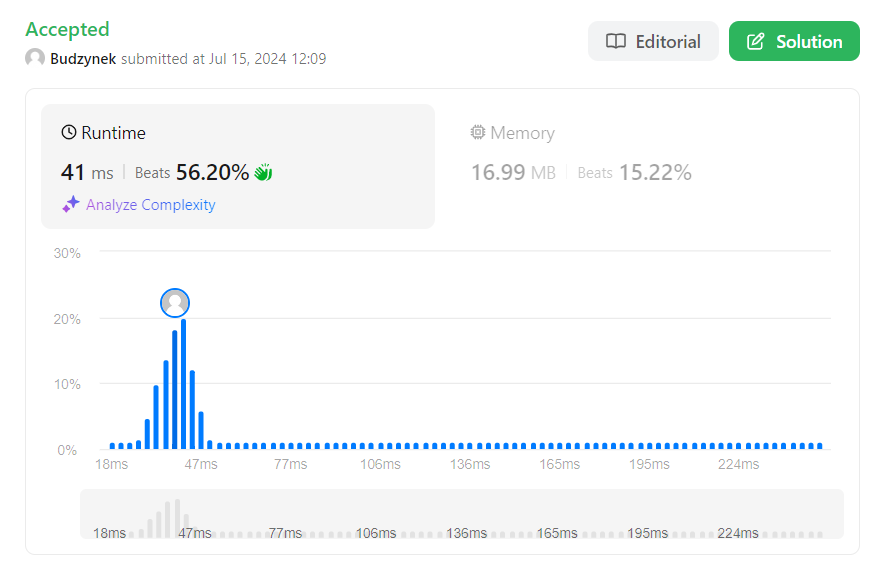 Accepted
Budzynek submitted at Jul 15, 2024 12:09
Editorial
Solution
Runtime
41 ms Beats 56.20%
Analyze Complexity
Memory
16.99 MB Beats 15.22%
30%
20%
10%
0%
18ms 47ms 77ms 106ms 136ms 165ms 195ms 224ms
18ms 47ms 77ms 106ms 136ms 165ms 195ms 224ms